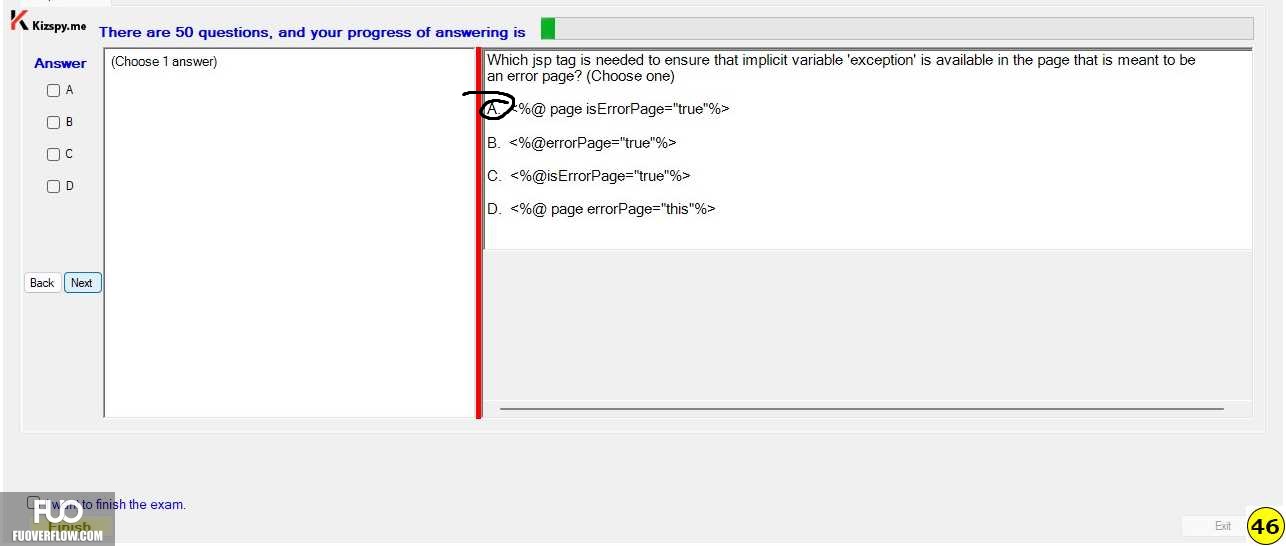 Kizspy.me
There are 50 questions, and your progress of answering is
Answer
A
B
C
D
Back Next
(Choose 1 answer)
Which jsp tag is needed to ensure that implicit variable 'exception' is available in the page that is meant to be
an error page? (Choose one)
A. <%@ page isErrorPage="true"%>
B. <%@errorPage="true"%>
C. <%@isErrorPage="true"%>
D. <%@ page errorPage="this"%>
I want to finish the exam.
Finish
FUO
FUOVERFLOW.COM
Exit
46